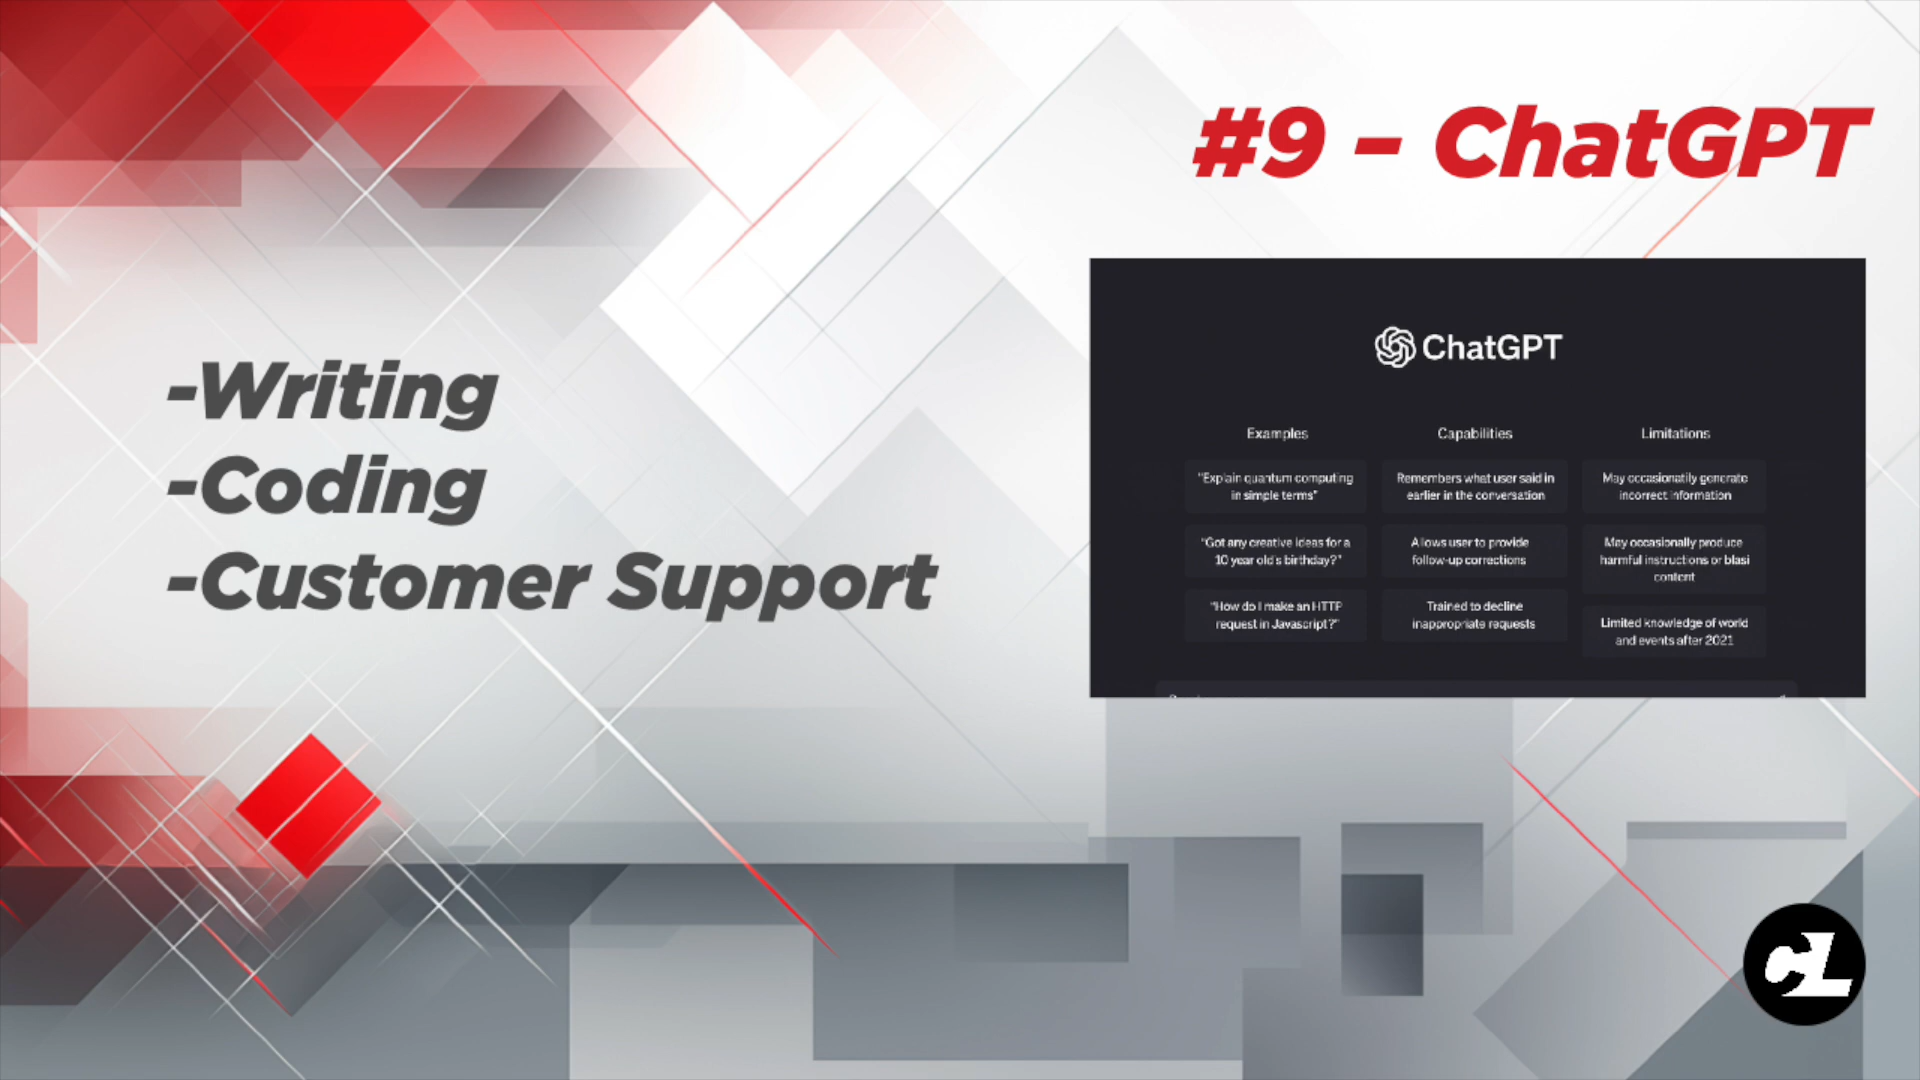 #9 - ChatGPT
-Writing
-Coding
-Customer Support
ChatGPT
Examples
Capabilities
Limitations
"Explain quantum computing
in simple terms"
Remembers what user said in
earlier in the conversation
May occasionatily generate
incorrect information
"Got any creative ideas for a
10 year old's birthday?"
Allows user to provide
follow-up corrections
May occasionally produce
harmful instructions or blasi
content
"How do I make an HTTP
request in Javascript?"
Trained to decline
inappropriate requests
Limited knowledge of world
and events after 2021
CL